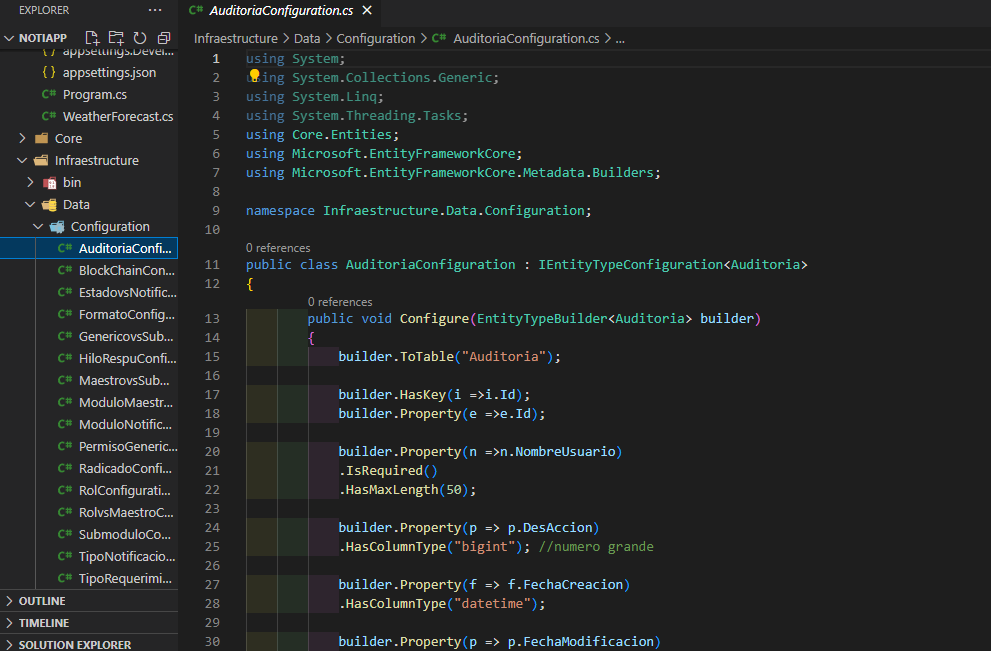 EXPLORER ...
NOTIAPP
appsettings.Devel...
{} appsettings.json
C# Program.cs
C# WeatherForecast.cs
Core
Infraestructure
bin
Data
Configuration
C# AuditoriaConfi...
C# BlockChainCon...
C# EstadovsNotific...
C# FormatoConfig...
C# GenericovsSub...
C# HiloRespuConfi...
C# MaestrovsSub...
C# ModuloMaestr...
C# ModuloNotific...
C# PermisoGeneric...
C# RadicadoConfi...
C# RolConfigurati...
C# RolvsMaestroC...
C# SubmoduloCo...
C# TipoNotificacio...
C# TipoRequerimi...
OUTLINE
TIMELINE
SOLUTION EXPLORER
C# AuditoriaConfiguration.cs ×
Infraestructure > Data > Configuration > C# AuditoriaConfiguration.cs > ...
1 using System;
2 using System.Collections.Generic;
3 using System.Linq;
4 using System.Threading.Tasks;
5 using Core.Entities;
6 using Microsoft.EntityFrameworkCore;
7 using Microsoft.EntityFrameworkCore.Metadata.Builders;
8
9 namespace Infraestructure.Data.Configuration;
10
0 references
11 public class AuditoriaConfiguration : IEntityTypeConfiguration<Auditoria>
12 {
0 references
13 public void Configure(EntityTypeBuilder<Auditoria> builder)
14 {
15 builder.ToTable("Auditoria");
16
17 builder.HasKey(i =>i.Id);
18 builder.Property(e =>e.Id);
19
20 builder.Property(n =>n.NombreUsuario)
21 .IsRequired()
22 .HasMaxLength(50);
23
24 builder.Property(p => p.DesAccion)
25 .HasColumnType("bigint"); //numero grande
26
27 builder.Property(f => f.FechaCreacion)
28 .HasColumnType("datetime");
29
30 builder.Property(p => p.FechaModificacion)